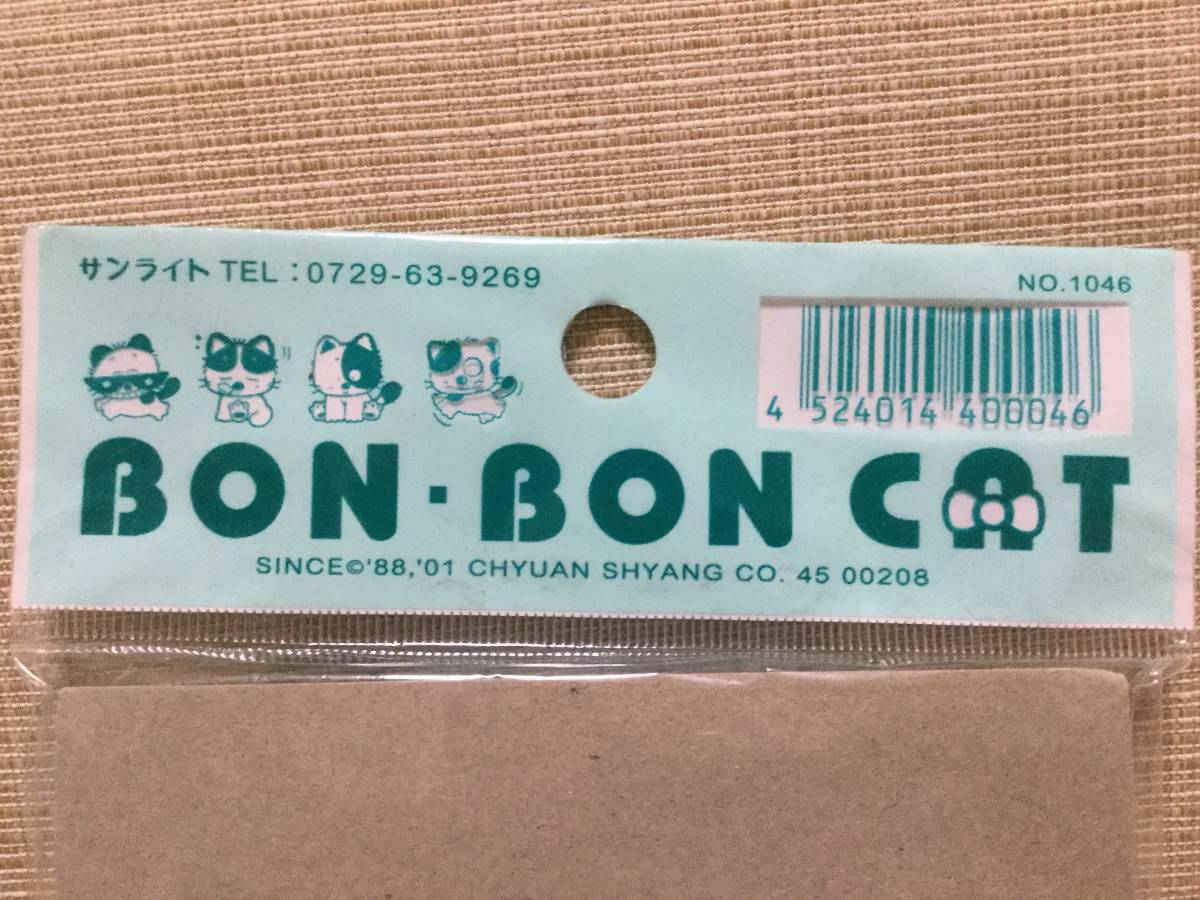 サンライト TEL：0729-63-9269
NO.1046
4 524014 400046
BON·BON CAT
SINCE©'88,'01 CHYUAN SHYANG CO. 45 00208